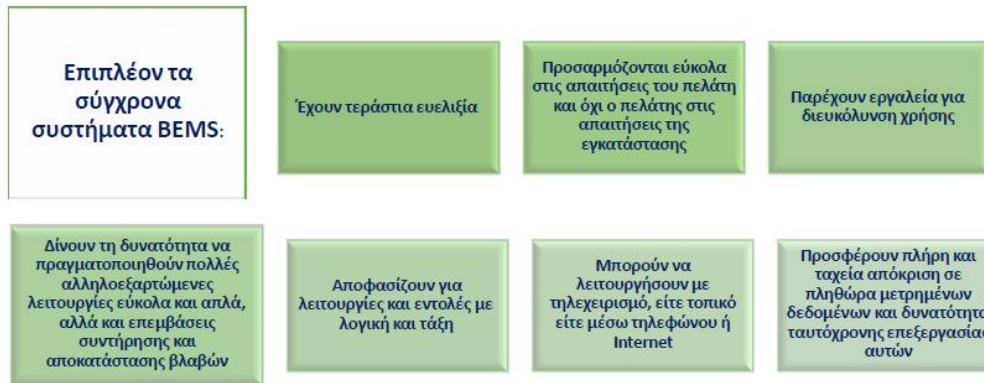 Επιπλέον τα
σύγχρονα
συστήματα BEMS:
Έχουν τεράστια ευελιξία
Προσαρμόζονται εύκολα
στις απαιτήσεις του πελάτη
και όχι ο πελάτης στις
απαιτήσεις της
εγκατάστασης
Παρέχουν εργαλεία για
διευκόλυνση χρήσης
Δίνουν τη δυνατότητα να
πραγματοποιηθούν πολλές
αλληλοεξαρτώμενες
λειτουργίες εύκολα και απλά,
αλλά και επεμβάσεις
συντήρησης και
αποκατάστασης βλαβών
Αποφασίζουν για
λειτουργίες και εντολές με
λογική και τάξη
Μπορούν να
λειτουργήσουν με
τηλεχειρισμό, είτε τοπικό
είτε μέσω τηλεφώνου ή
Internet
Προσφέρουν πλήρη και
ταχεία απόκριση σε
πληθώρα μετρημένων
δεδομένων και δυνατότητα
ταυτόχρονης επεξεργασίας
αυτών